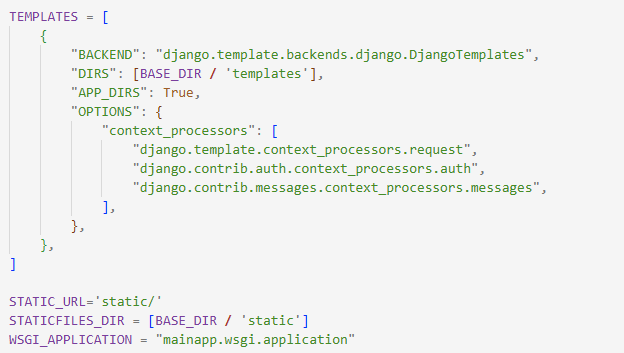 TEMPLATES = [
{
"BACKEND": "django.template.backends.django.DjangoTemplates",
"DIRS": [BASE_DIR / 'templates'],
"APP_DIRS": True,
"OPTIONS": {
"context_processors": [
"django.template.context_processors.request",
"django.contrib.auth.context_processors.auth",
"django.contrib.messages.context_processors.messages",
],
},
},
]
STATIC_URL='static/'
STATICFILES_DIR = [BASE_DIR / 'static']
WSGI_APPLICATION = "mainapp.wsgi.application"